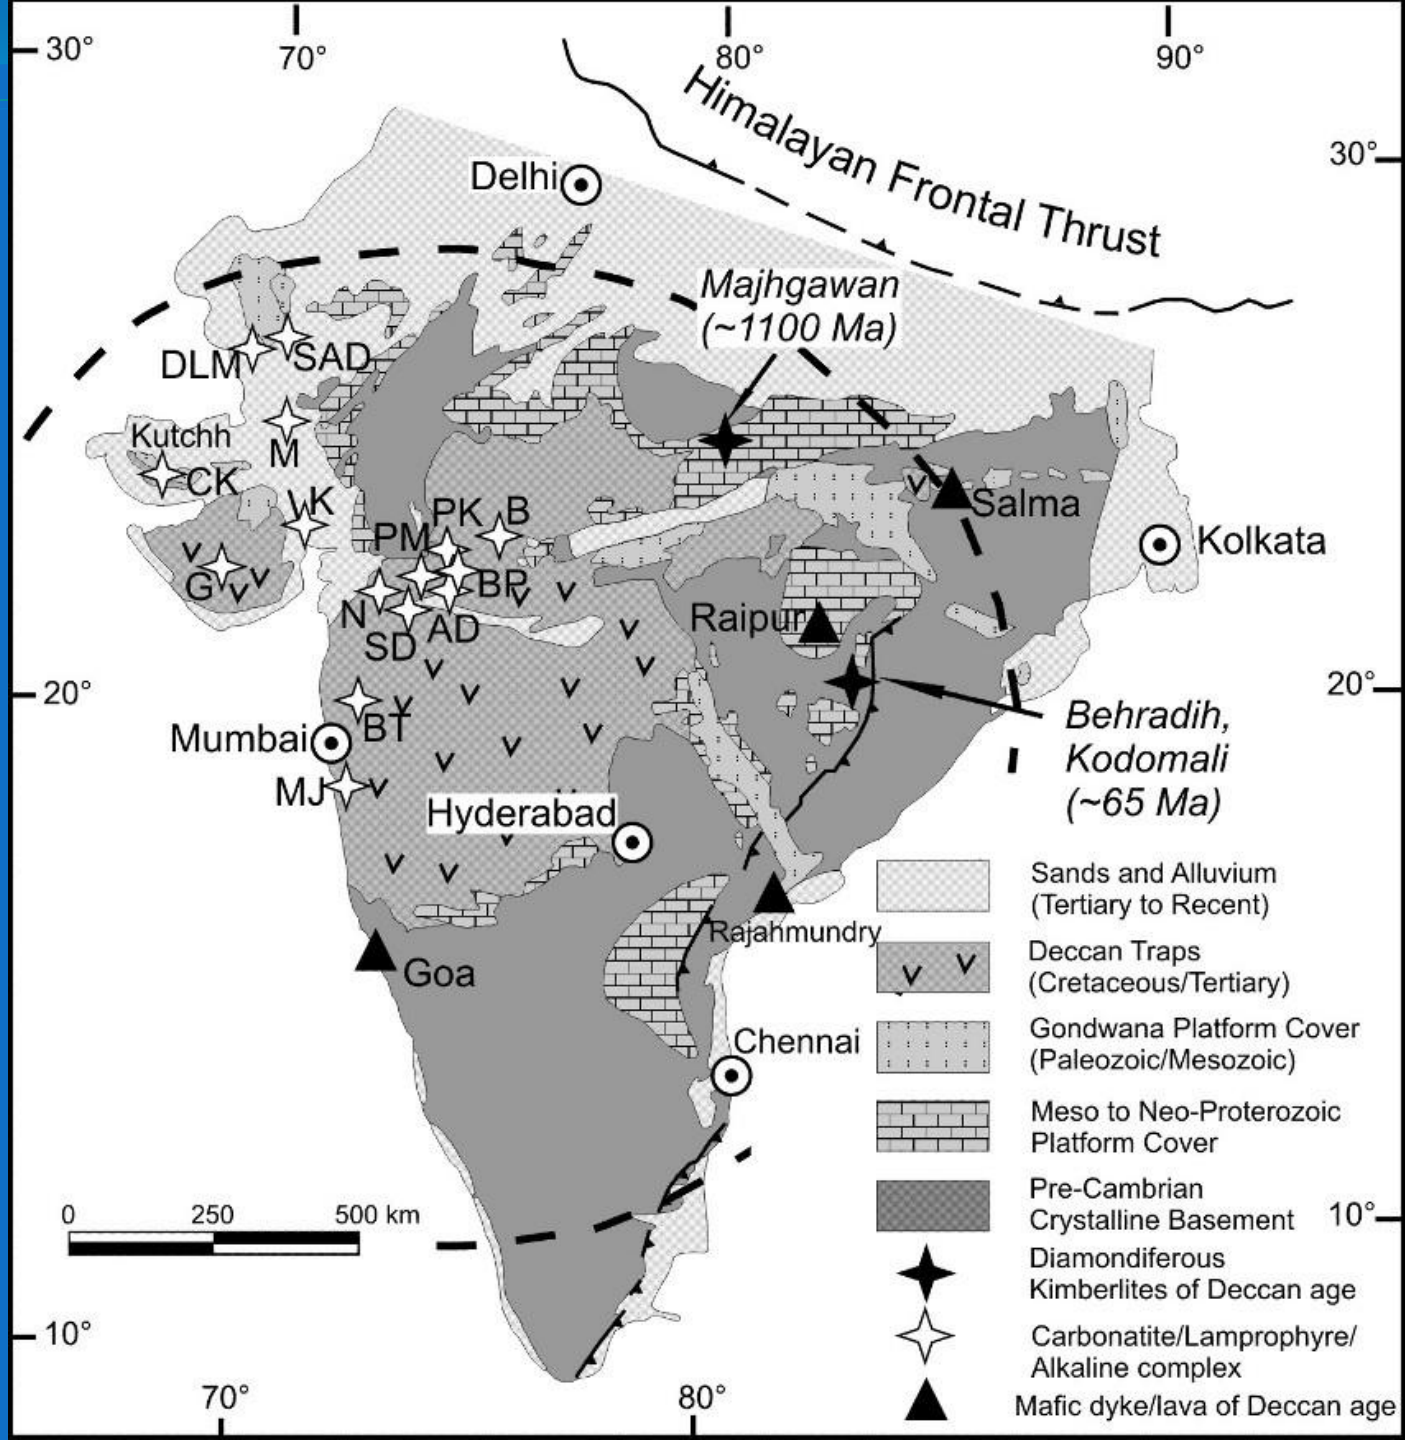 30°
70°
80°
90°
Himalayan Frontal Thrust
30°
Delhi
Majhgawan
(~1100 Ma)
DLM
SAD
Kutchh
M
CK
K
PK
B
PM
Salma
Kolkata
G
BP
N
Raipur
AD
SD
20°
20°
BT
Mumbai
Behradih,
Kodomali
(~65 Ma)
MJ
Hyderabad
Sands and Alluvium
(Tertiary to Recent)
Rajahmundry
Deccan Traps
(Cretaceous/Tertiary)
Goa
Gondwana Platform Cover
(Paleozoic/Mesozoic)
Chennai
Meso to Neo-Proterozoic
Platform Cover
Pre-Cambrian
Crystalline Basement
0 250 500 km
10°
Diamondiferous
Kimberlites of Deccan age
Carbonatite/Lamprophyre/
Alkaline complex
10°
Mafic dyke/lava of Deccan age
70°
80°